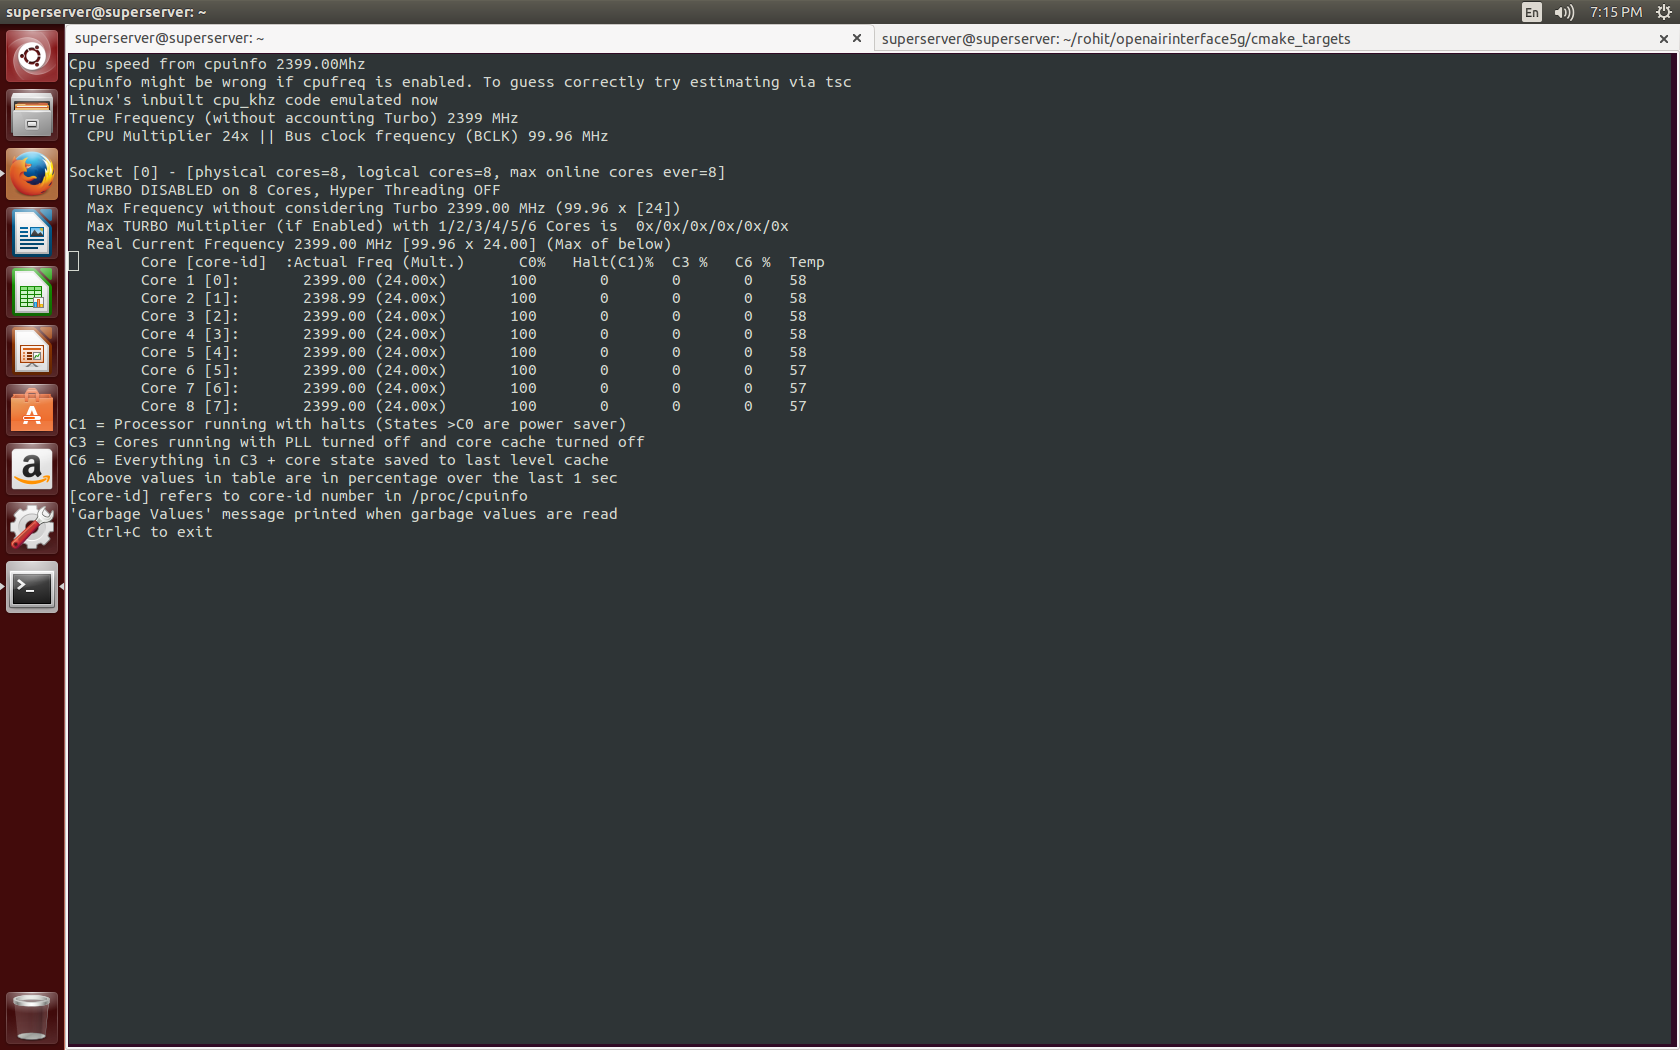 superserver@superserver: ~
En
7:15 PM
superserver@superserver: ~
superserver@superserver: ~/rohit/openairinterface5g/cmake_targets
Cpu speed from cpuinfo 2399.00Mhz
cpuinfo might be wrong if cpufreq is enabled. To guess correctly try estimating via tsc
Linux's inbuilt cpu_khz code emulated now
True Frequency (without accounting Turbo) 2399 MHz
  CPU Multiplier 24x || Bus clock frequency (BCLK) 99.96 MHz

Socket [0] - [physical cores=8, logical cores=8, max online cores ever=8]
  TURBO DISABLED on 8 Cores, Hyper Threading OFF
  Max Frequency without considering Turbo 2399.00 MHz (99.96 x [24])
  Max TURBO Multiplier (if Enabled) with 1/2/3/4/5/6 Cores is  0x/0x/0x/0x/0x/0x
  Real Current Frequency 2399.00 MHz [99.96 x 24.00] (Max of below)
        Core [core-id]  :Actual Freq (Mult.)      C0%   Halt(C1)%  C3 %   C6 %  Temp
        Core 1 [0]:       2399.00 (24.00x)       100       0       0       0    58
        Core 2 [1]:       2398.99 (24.00x)       100       0       0       0    58
        Core 3 [2]:       2399.00 (24.00x)       100       0       0       0    58
        Core 4 [3]:       2399.00 (24.00x)       100       0       0       0    58
        Core 5 [4]:       2399.00 (24.00x)       100       0       0       0    58
        Core 6 [5]:       2399.00 (24.00x)       100       0       0       0    57
        Core 7 [6]:       2399.00 (24.00x)       100       0       0       0    57
        Core 8 [7]:       2399.00 (24.00x)       100       0       0       0    57
C1 = Processor running with halts (States >C0 are power saver)
C3 = Cores running with PLL turned off and core cache turned off
C6 = Everything in C3 + core state saved to last level cache
  Above values in table are in percentage over the last 1 sec
[core-id] refers to core-id number in /proc/cpuinfo
'Garbage Values' message printed when garbage values are read
  Ctrl+C to exit